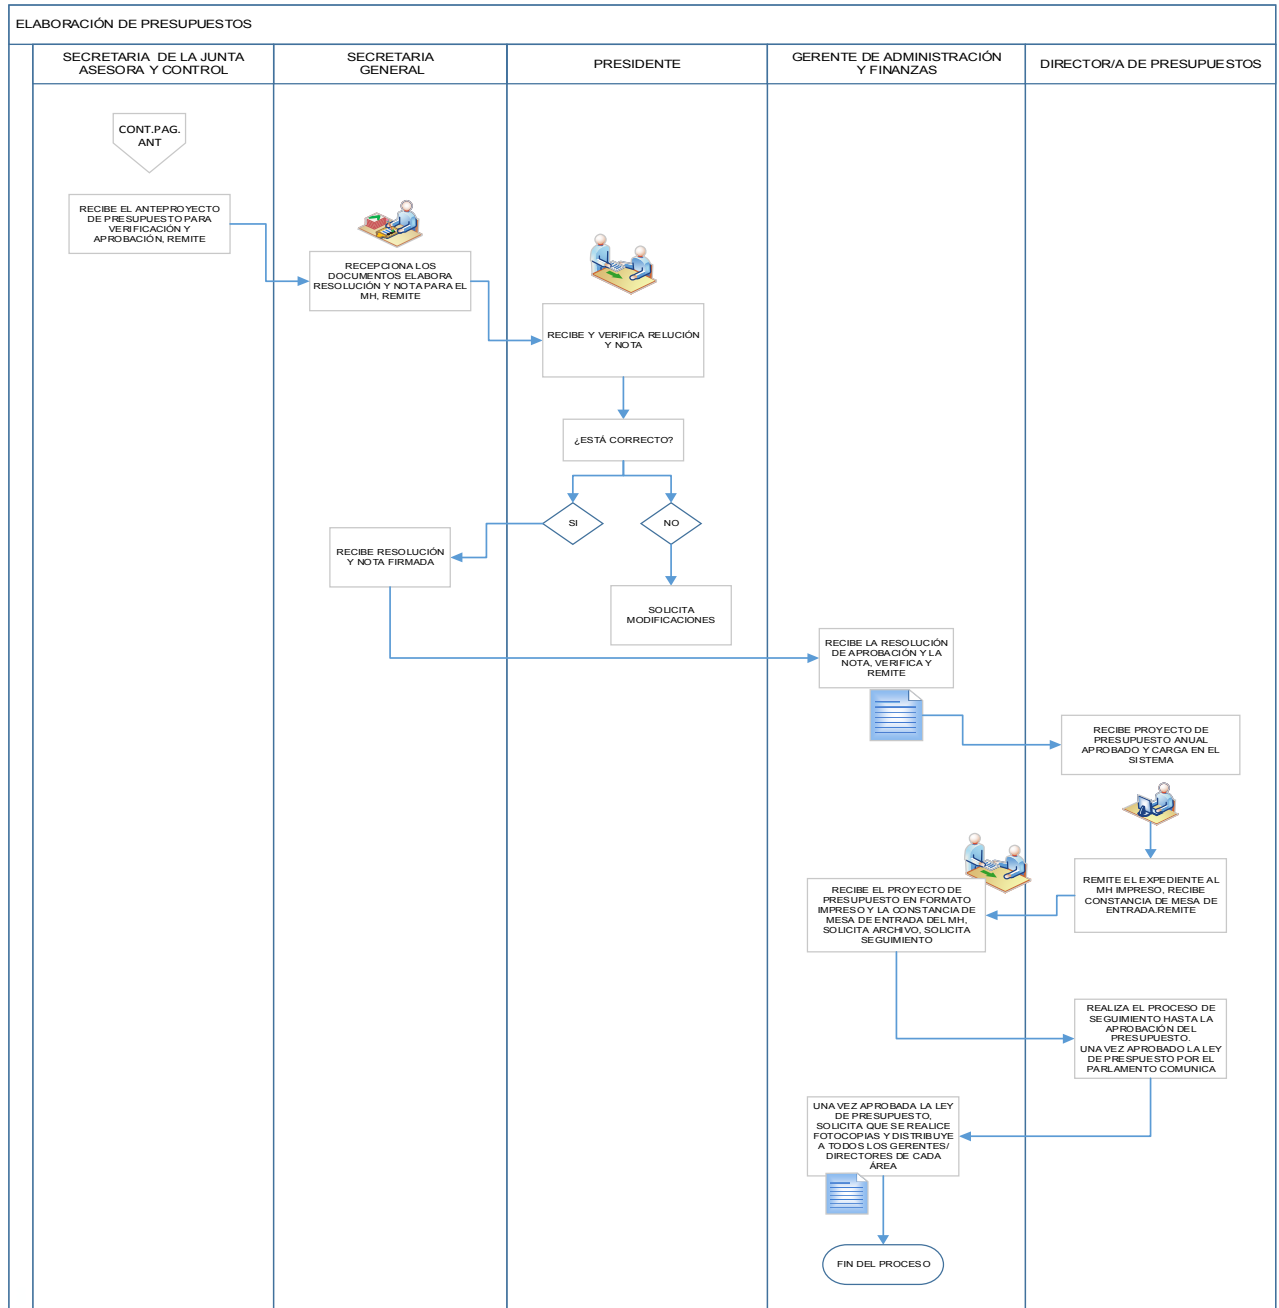 ELABORACIÓN DE PRESUPUESTOS
SECRETARIA DE LA JUNTA
ASESORA Y CONTROL
SECRETARIA
GENERAL
PRESIDENTE
GERENTE DE ADMINISTRACIÓN
Y FINANZAS
DIRECTOR/A DE PRESUPUESTOS
CONT.PAG.
ANT
RECIBE EL ANTEPROYECTO
DE PRESUPUESTO PARA
VERIFICACIÓN Y
APROBACIÓN, REMITE
RECEPCIONA LOS
DOCUMENTOS ELABORA
RESOLUCIÓN Y NOTA PARA EL
MH, REMITE
RECIBE Y VERIFICA RELUCIÓN
Y NOTA
¿ESTÁ CORRECTO?
SI
NO
RECIBE RESOLUCIÓN
Y NOTA FIRMADA
SOLICITA
MODIFICACIONES
RECIBE LA RESOLUCIÓN
DE APROBACIÓN Y LA
NOTA, VERIFICA Y
REMITE
RECIBE PROYECTO DE
PRESUPUESTO ANUAL
APROBADO Y CARGA EN EL
SISTEMA
REMITE EL EXPEDIENTE AL
MH IMPRESO, RECIBE
CONSTANCIA DE MESA DE
ENTRADA.REMITE
RECIBE EL PROYECTO DE
PRESUPUESTO EN FORMATO
IMPRESO Y LA CONSTANCIA DE
MESA DE ENTRADA DEL MH,
SOLICITA ARCHIVO, SOLICITA
SEGUIMIENTO
REALIZA EL PROCESO DE
SEGUIMIENTO HASTA LA
APROBACIÓN DEL
PRESUPUESTO.
UNA VEZ APROBADO LA LEY
DE PRESPUESTO POR EL
PARLAMENTO COMUNICA
UNA VEZ APROBADA LA LEY
DE PRESUPUESTO,
SOLICITA QUE SE REALICE
FOTOCOPIAS Y DISTRIBUYE
A TODOS LOS GERENTES/
DIRECTORES DE CADA
ÁREA
FIN DEL PROCESO